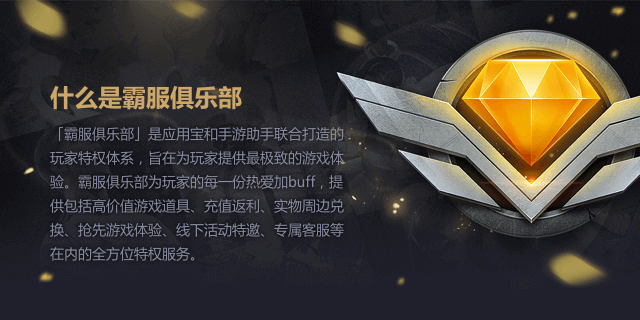 什么是霸服俱乐部
「霸服俱乐部」是应用宝和手游助手联合打造的
玩家特权体系，旨在为玩家提供最极致的游戏体
验。霸服俱乐部为玩家的每一份热爱加buff，提
供包括高价值游戏道具、充值返利、实物周边兑
换、抢先游戏体验、线下活动特邀、专属客服等
在内的全方位特权服务。